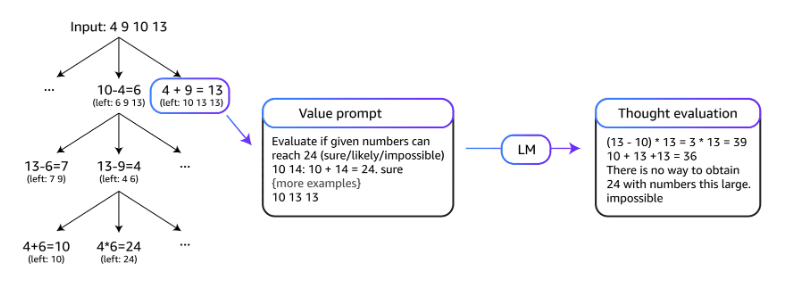 Input: 4 9 10 13
...
10-4=6
(left: 6 9 13)
4 + 9 = 13
(left: 10 13 13)
13-6=7
(left: 7 9)
13-9=4
(left: 4 6)
...
4+6=10
(left: 10)
4*6=24
(left: 24)
...
Value prompt
Evaluate if given numbers can
reach 24 (sure/likely/impossible)
10 14: 10 + 14 = 24. sure
{more examples}
10 13 13
LM
Thought evaluation
(13 - 10) * 13 = 3 * 13 = 39
10 + 13 +13 = 36
There is no way to obtain
24 with numbers this large.
impossible